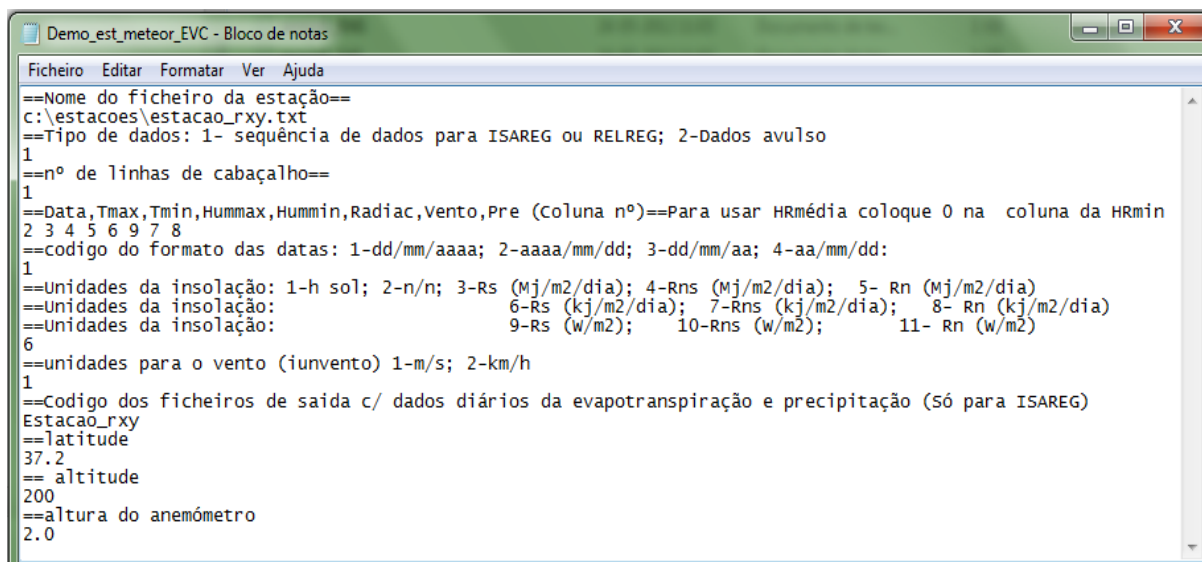 Demo_est_meteor_EVC - Bloco de notas
Ficheiro Editar Formatar Ver Ajuda
==Nome do ficheiro da estação==
c:\estacoes\estacao_rxy.txt
==Tipo de dados: 1- sequência de dados para ISAREG ou RELREG; 2-Dados avulso
1
==nº de linhas de cabaçalho==
1
==Data,Tmax,Tmin,Hummax,Hummin,Radiac,Vento,Pre (Coluna nº)==Para usar HRmédia coloque 0 na coluna da HRmin
2 3 4 5 6 9 7 8
==codigo do formato das datas: 1-dd/mm/aaaa; 2-aaaa/mm/dd; 3-dd/mm/aa; 4-aa/mm/dd:
1
==Unidades da insolação: 1-h sol; 2-n/n; 3-Rs (Mj/m2/dia); 4-Rns (Mj/m2/dia); 5- Rn (Mj/m2/dia)
==Unidades da insolação: 6-Rs (kj/m2/dia); 7-Rns (kj/m2/dia); 8- Rn (kj/m2/dia)
==Unidades da insolação: 9-Rs (W/m2); 10-Rns (W/m2); 11- Rn (W/m2)
6
==unidades para o vento (iunvento) 1-m/s; 2-km/h
1
==Codigo dos ficheiros de saida c/ dados diários da evapotranspiração e precipitação (Só para ISAREG)
Estacao_rxy
==latitude
37.2
== altitude
200
==altura do anemómetro
2.0